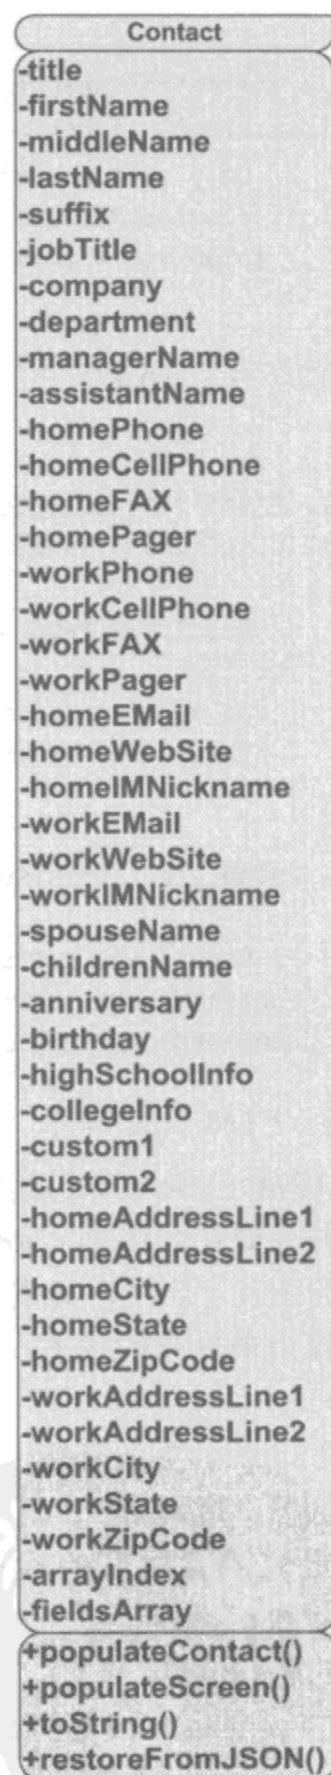 Contact
-title
-firstName
-middleName
-lastName
-suffix
-jobTitle
-company
-department
-managerName
-assistantName
-homePhone
-homeCellPhone
-homeFAX
-homePager
-workPhone
-workCellPhone
-workFAX
-workPager
-homeEMail
-homeWebSite
-homeIMNickname
-workEMail
-workWebSite
-workIMNickname
-spouseName
-childrenName
-anniversary
-birthday
-highSchoolInfo
-collegeInfo
-custom1
-custom2
-homeAddressLine1
-homeAddressLine2
-homeCity
-homeState
-homeZipCode
-workAddressLine1
-workAddressLine2
-workCity
-workState
-workZipCode
-arrayIndex
-fieldsArray
+populateContact()
+populateScreen()
+toString()
+restoreFromJSON()